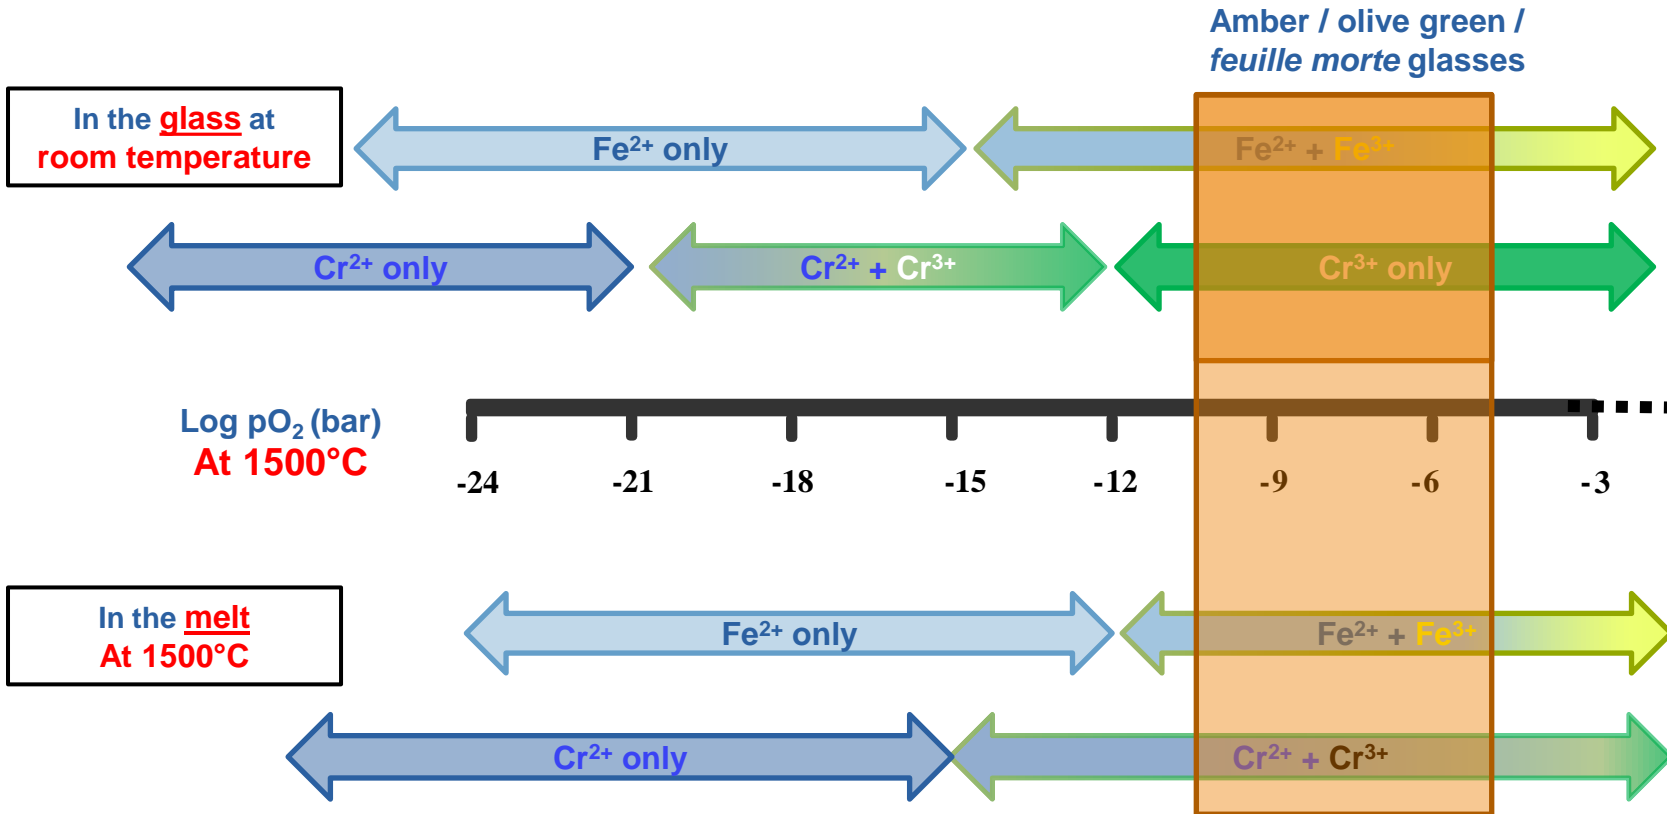 Amber / olive green /
feuille morte glasses
In the glass at
room temperature
Fe²⁺ only
Fe²⁺ + Fe³⁺
Cr²⁺ only
Cr²⁺ + Cr³⁺
Cr³⁺ only
Log pO₂ (bar)
At 1500°C
-24 -21 -18 -15 -12 -9 -6 -3
In the melt
At 1500°C
Fe²⁺ only
Fe²⁺ + Fe³⁺
Cr²⁺ only
Cr²⁺ + Cr³⁺